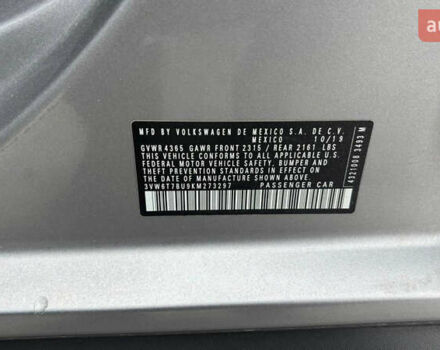 MFD. BY VOLKSWAGEN DE MEXICO S.A. DE C.V.
MEXICO 10/19
GVWR 4365 GAWR FRONT 2315/ REAR 2161 LBS
THIS VEHICLE CONFORMS TO ALL APPLICABLE U.S.
FEDERAL MOTOR VEHICLE SAFETY, BUMPER AND
THEFT PREVENTION STANDARDS IN EFFECT ON THE
DATE OF MANUFACTURE SHOWN ABOVE.
3VW6T7BU9KM273297 PASSENGER CAR
4321008 3493 M